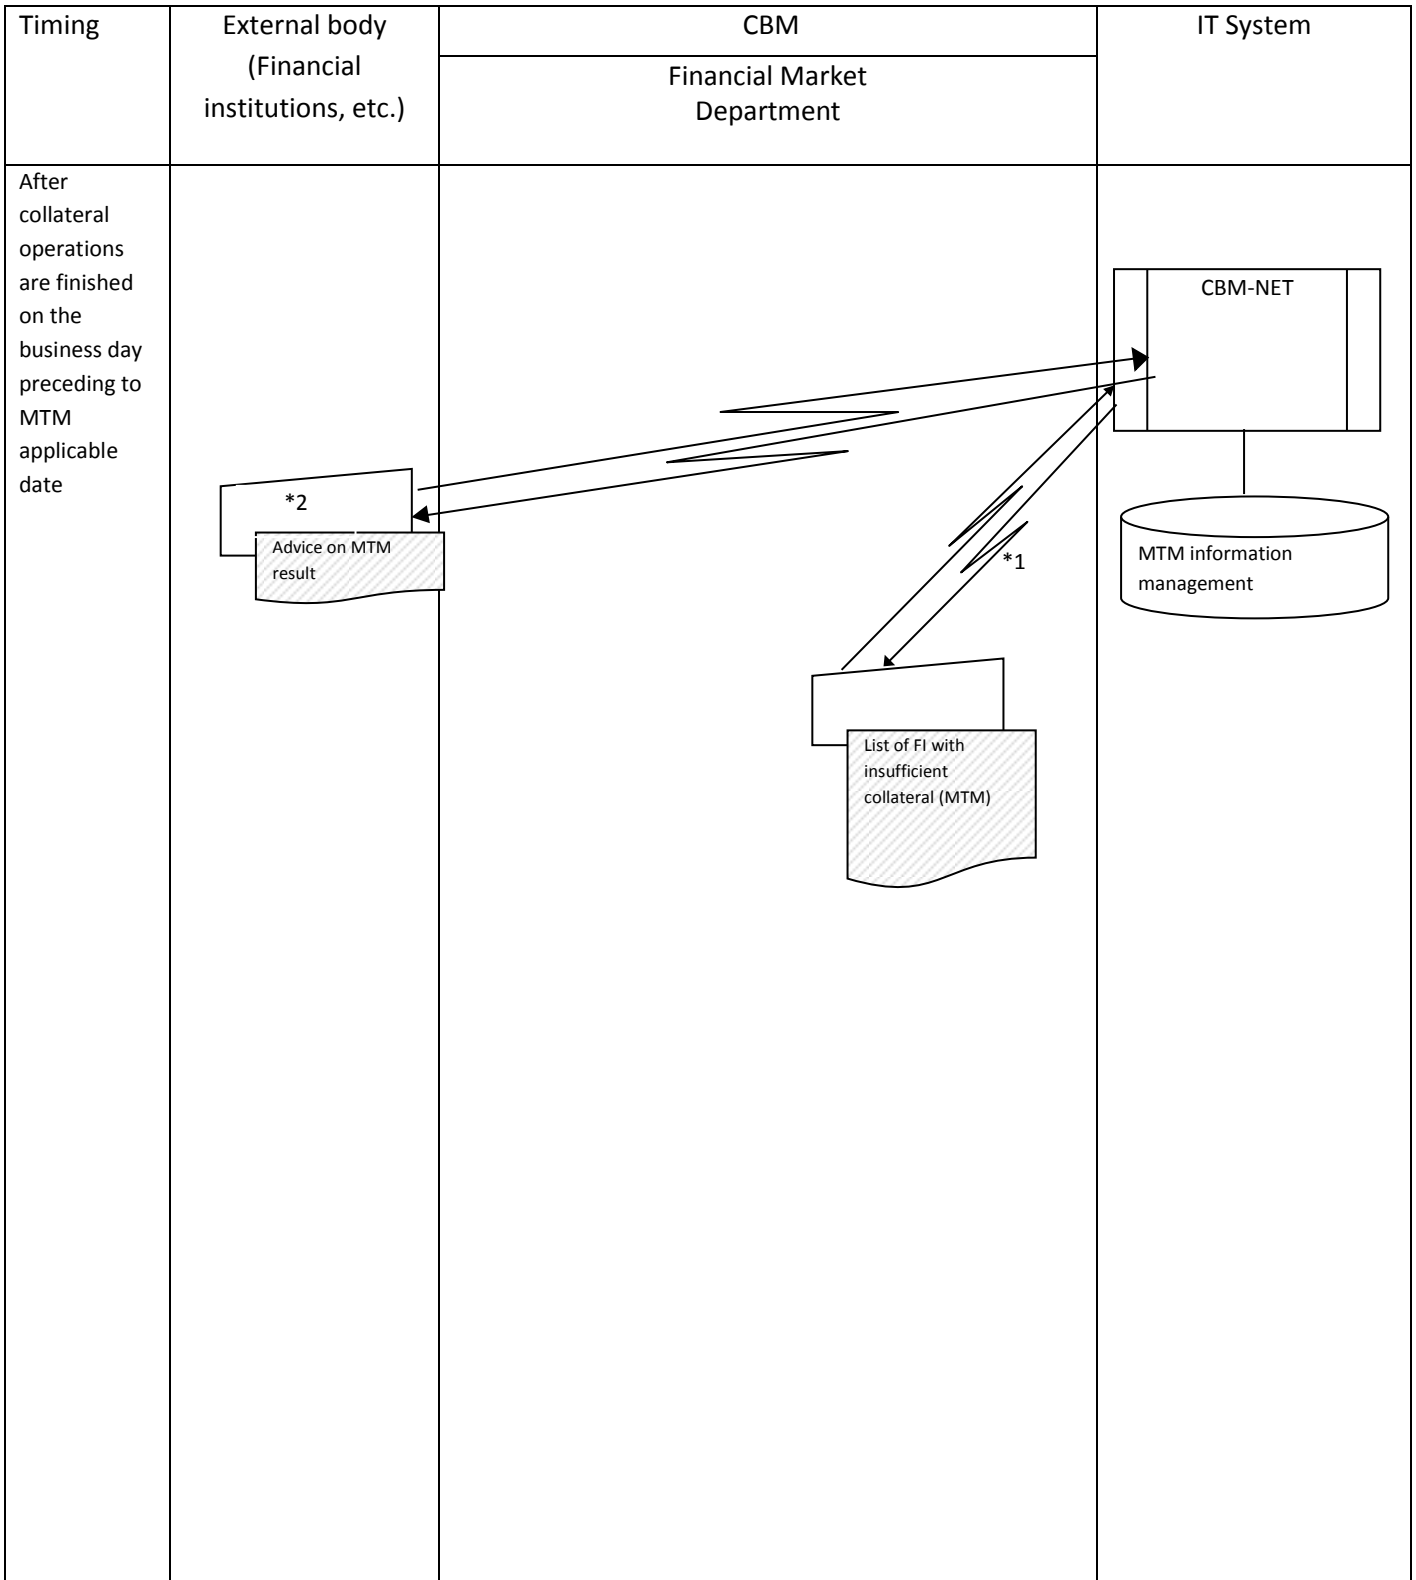 Timing
External body
(Financial
institutions, etc.)
CBM
Financial Market
Department
IT System
After
collateral
operations
are finished
on the
business day
preceding to
MTM
applicable
date
CBM-NET
*2
Advice on MTM
result
*1
MTM information
management
List of FI with
insufficient
collateral (MTM)